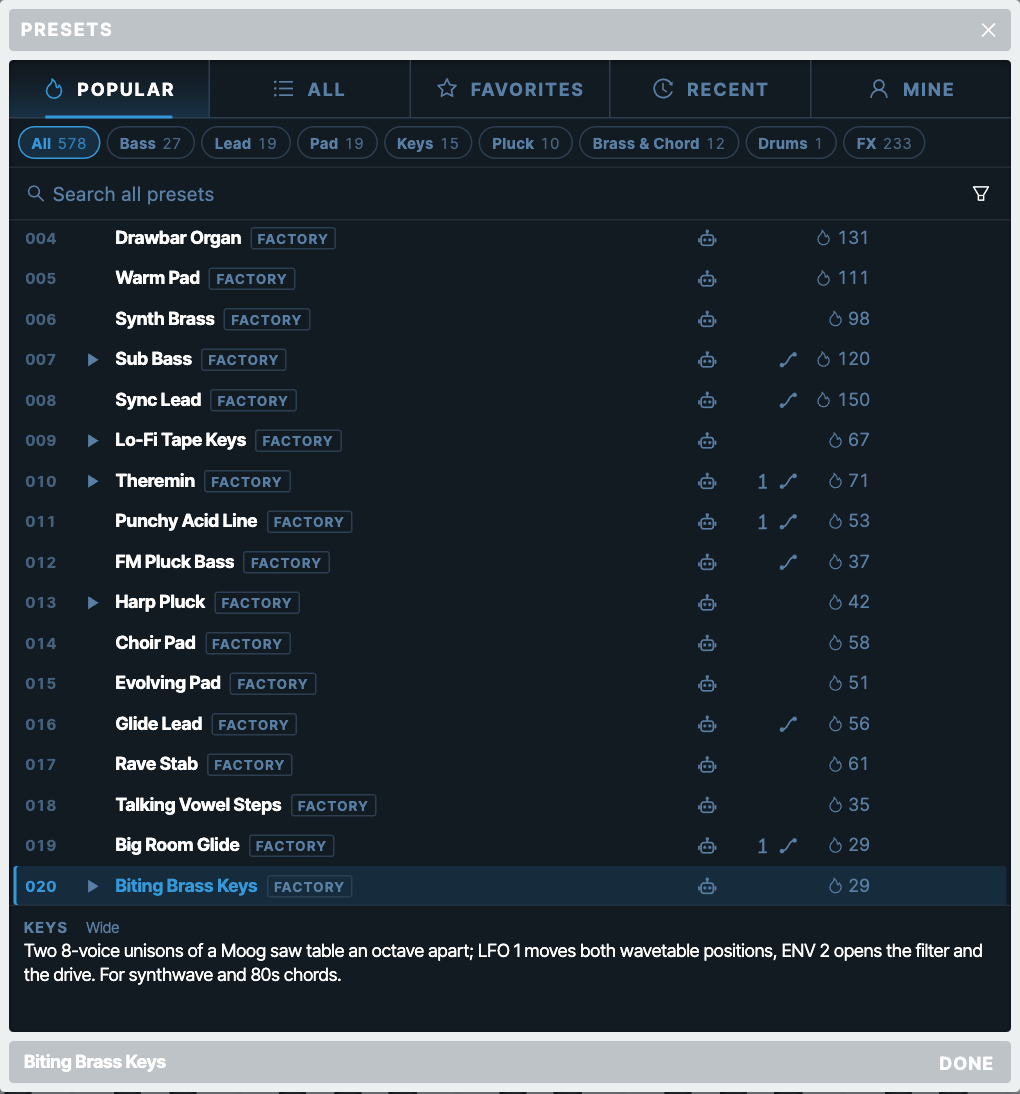 PRESETS
POPULAR ALL FAVORITES RECENT MINE
All 578 Bass 27 Lead 19 Pad 19 Keys 15 Pluck 10 Brass & Chord 12 Drums 1 FX 233
Search all presets
004 Drawbar Organ FACTORY 131
005 Warm Pad FACTORY 111
006 Synth Brass FACTORY 98
007 Sub Bass FACTORY 120
008 Sync Lead FACTORY 150
009 Lo-Fi Tape Keys FACTORY 67
010 Theremin FACTORY 1 71
011 Punchy Acid Line FACTORY 1 53
012 FM Pluck Bass FACTORY 37
013 Harp Pluck FACTORY 42
014 Choir Pad FACTORY 58
015 Evolving Pad FACTORY 51
016 Glide Lead FACTORY 56
017 Rave Stab FACTORY 61
018 Talking Vowel Steps FACTORY 35
019 Big Room Glide FACTORY 1 29
020 Biting Brass Keys FACTORY 29
KEYS Wide
Two 8-voice unisons of a Moog saw table an octave apart; LFO 1 moves both wavetable positions, ENV 2 opens the filter and
the drive. For synthwave and 80s chords.
Biting Brass Keys DONE